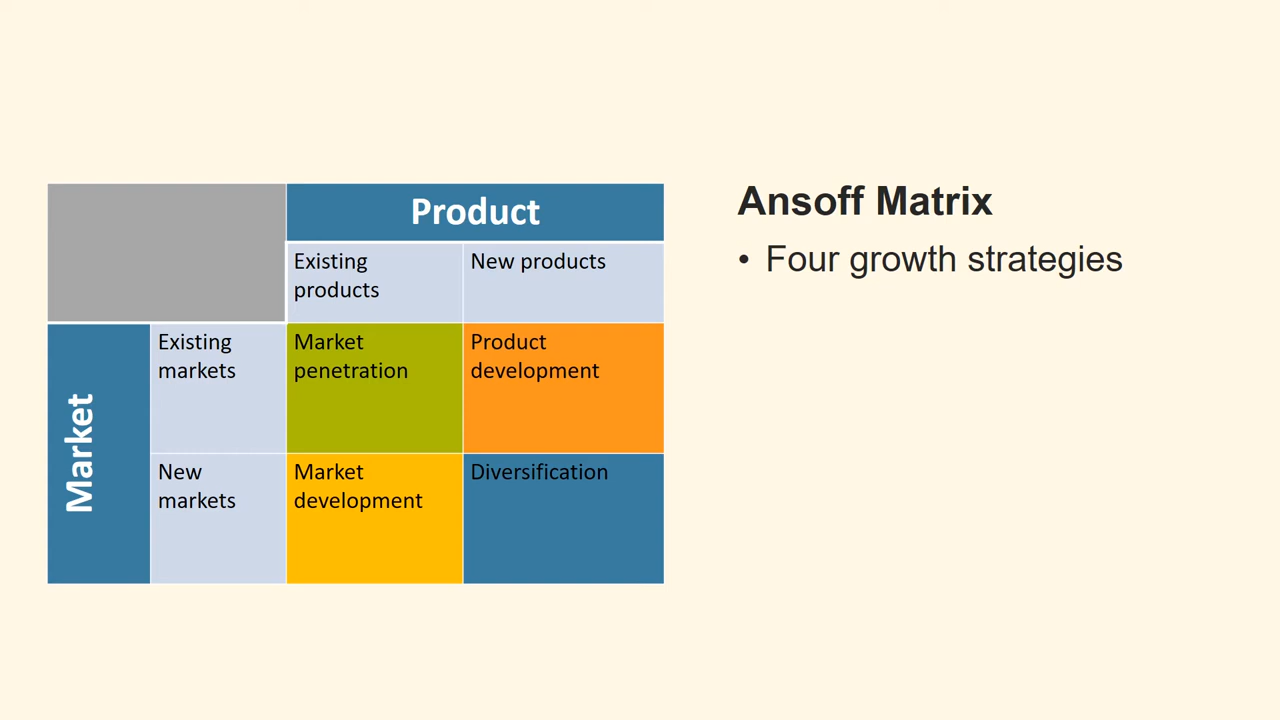 Product
Existing
products
New products
Market
Existing
markets
Market
penetration
Product
development
New
markets
Market
development
Diversification
Ansoff Matrix
• Four growth strategies